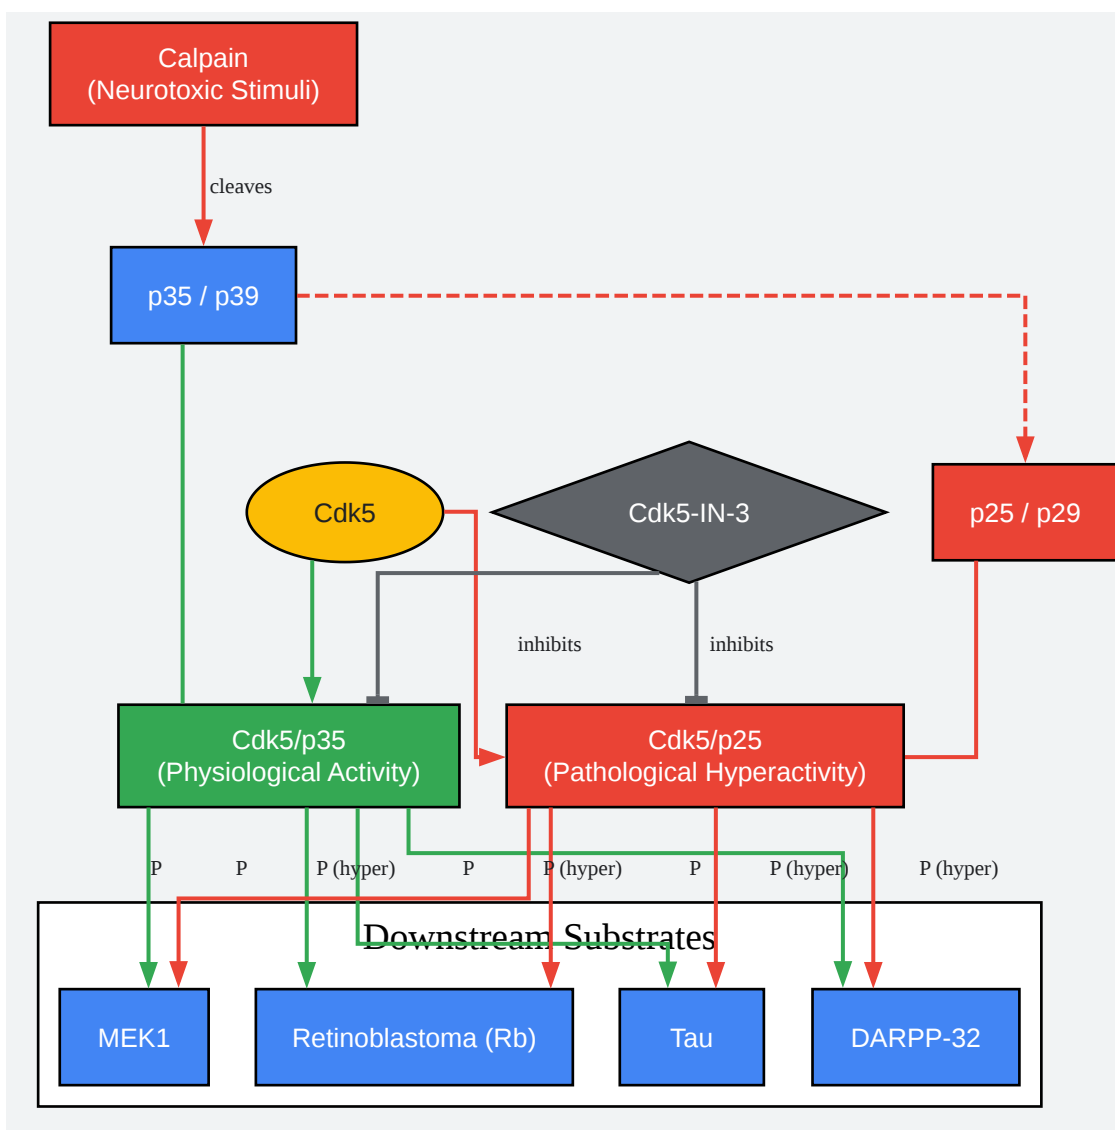 Calpain
(Neurotoxic Stimuli)
cleaves
p35 / p39
Cdk5
Cdk5-IN-3
p25 / p29
inhibits
inhibits
Cdk5/p35
(Physiological Activity)
Cdk5/p25
(Pathological Hyperactivity)
P
P
P (hyper)
P
P (hyper)
P
P (hyper)
P (hyper)
Downstream Substrates
MEK1
Retinoblastoma (Rb)
Tau
DARPP-32